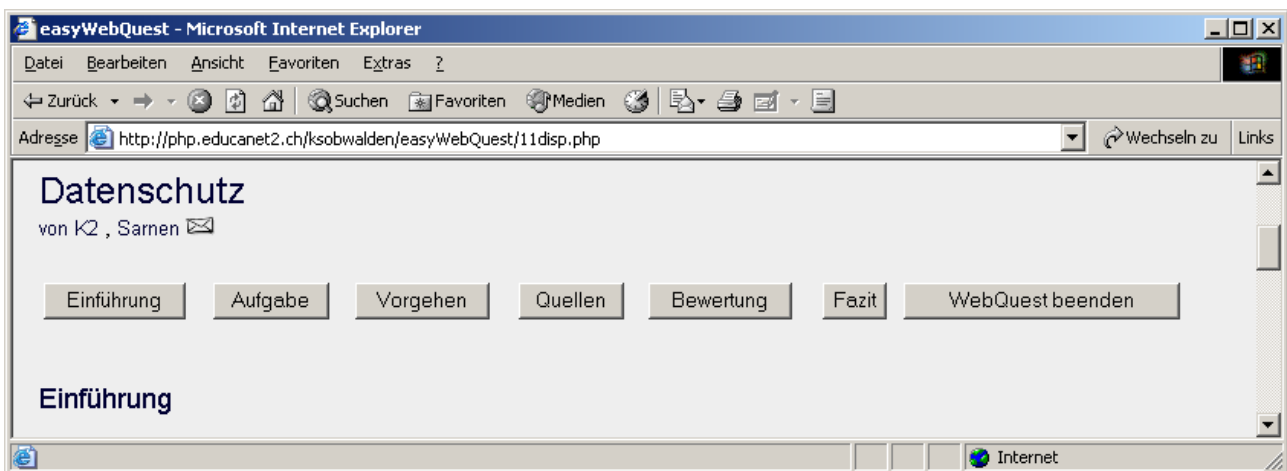 easyWebQuest - Microsoft Internet Explorer
Datei Bearbeiten Ansicht Favoriten Extras ?
Zurück Suchen Favoriten Medien
Adresse http://php.educanet2.ch/ksobwalden/easyWebQuest/11disp.php Wechseln zu Links
Datenschutz
von K2 , Sarnen
Einführung Aufgabe Vorgehen Quellen Bewertung Fazit WebQuest beenden
Einführung
Internet